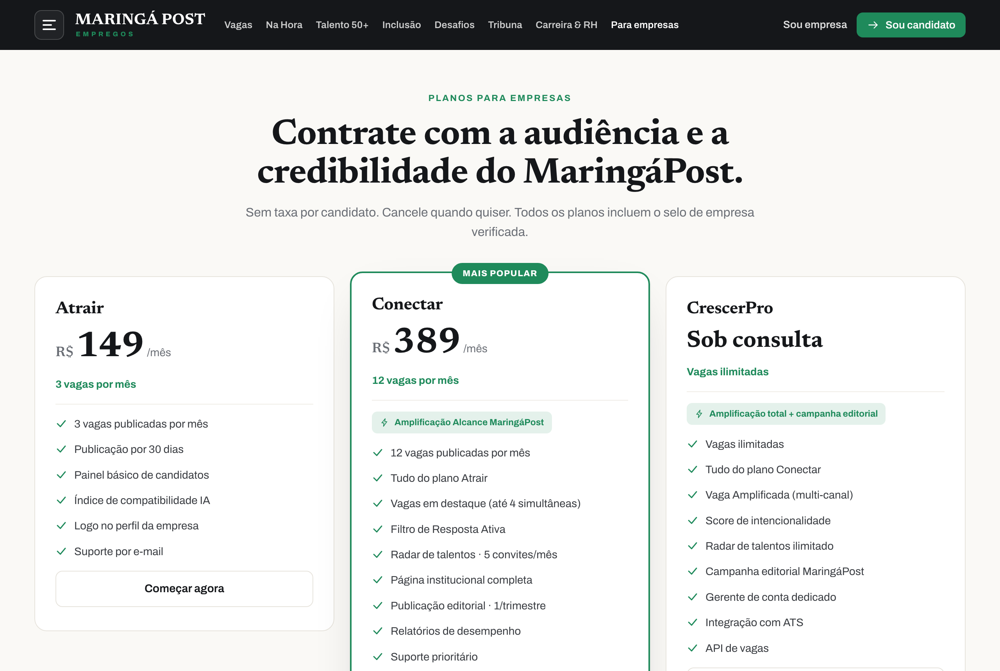 MARINGÁ POST
EMPREGOS
Vagas
Na Hora
Talento 50+
Inclusão
Desafios
Tribuna
Carreira & RH
Para empresas
Sou empresa
Sou candidato
PLANOS PARA EMPRESAS
Contrate com a audiência e a
credibilidade do MaringáPost.
Sem taxa por candidato. Cancele quando quiser. Todos os planos incluem o selo de empresa
verificada.
Atrair
R$ 149 /mês
3 vagas por mês
3 vagas publicadas por mês
Publicação por 30 dias
Painel básico de candidatos
Índice de compatibilidade IA
Logo no perfil da empresa
Suporte por e-mail
Começar agora
MAIS POPULAR
Conectar
R$ 389 /mês
12 vagas por mês
Amplificação Alcance MaringáPost
12 vagas publicadas por mês
Tudo do plano Atrair
Vagas em destaque (até 4 simultâneas)
Filtro de Resposta Ativa
Radar de talentos · 5 convites/mês
Página institucional completa
Publicação editorial · 1/trimestre
Relatórios de desempenho
Suporte prioritário
CrescerPro
Sob consulta
Vagas ilimitadas
Amplificação total + campanha editorial
Vagas ilimitadas
Tudo do plano Conectar
Vaga Amplificada (multi-canal)
Score de intencionalidade
Radar de talentos ilimitado
Campanha editorial MaringáPost
Gerente de conta dedicado
Integração com ATS
API de vagas